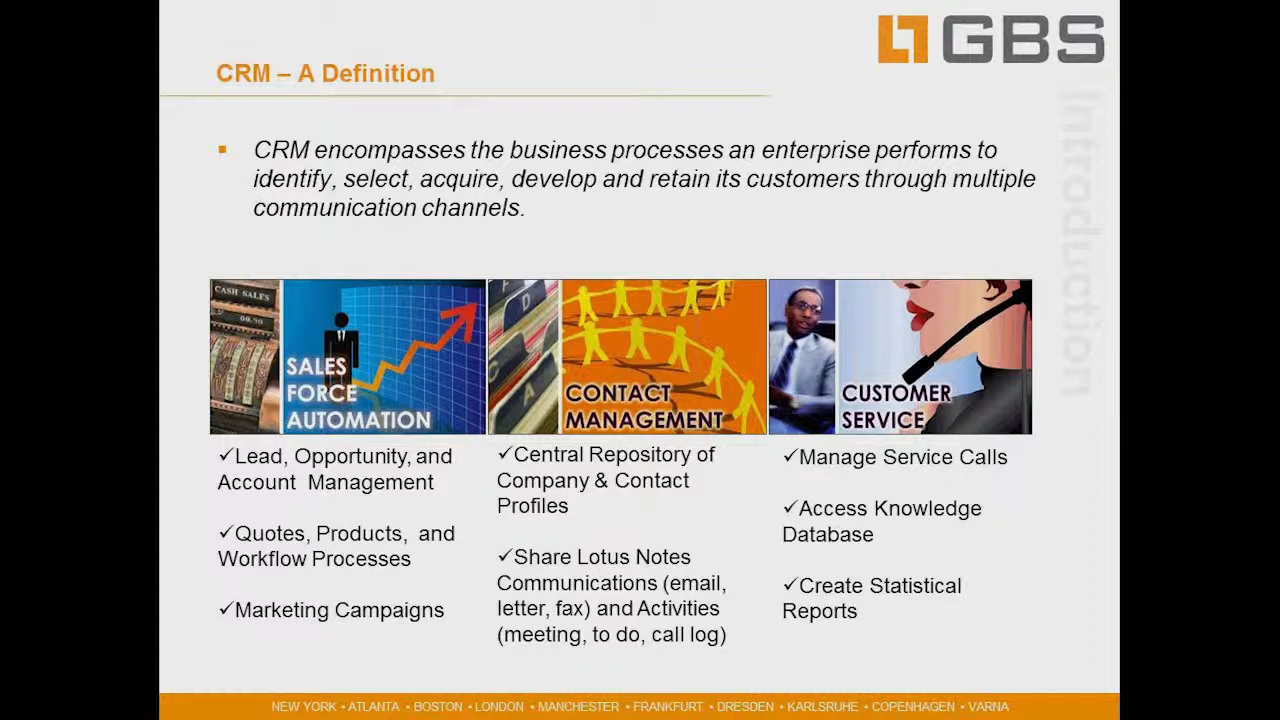 GBS
CRM – A Definition
Introduction
▪ CRM encompasses the business processes an enterprise performs to
identify, select, acquire, develop and retain its customers through multiple
communication channels.
CASH SALES
00.50
SALES
FORCE
AUTOMATION
D
A
CONTACT
MANAGEMENT
CUSTOMER
SERVICE
✓Lead, Opportunity, and
Account Management
✓Quotes, Products, and
Workflow Processes
✓Marketing Campaigns
✓Central Repository of
Company & Contact
Profiles
✓Share Lotus Notes
Communications (email,
letter, fax) and Activities
(meeting, to do, call log)
✓Manage Service Calls
✓Access Knowledge
Database
✓Create Statistical
Reports
NEW YORK • ATLANTA • BOSTON • LONDON • MANCHESTER • FRANKFURT • DRESDEN • KARLSRUHE • COPENHAGEN • VARNA